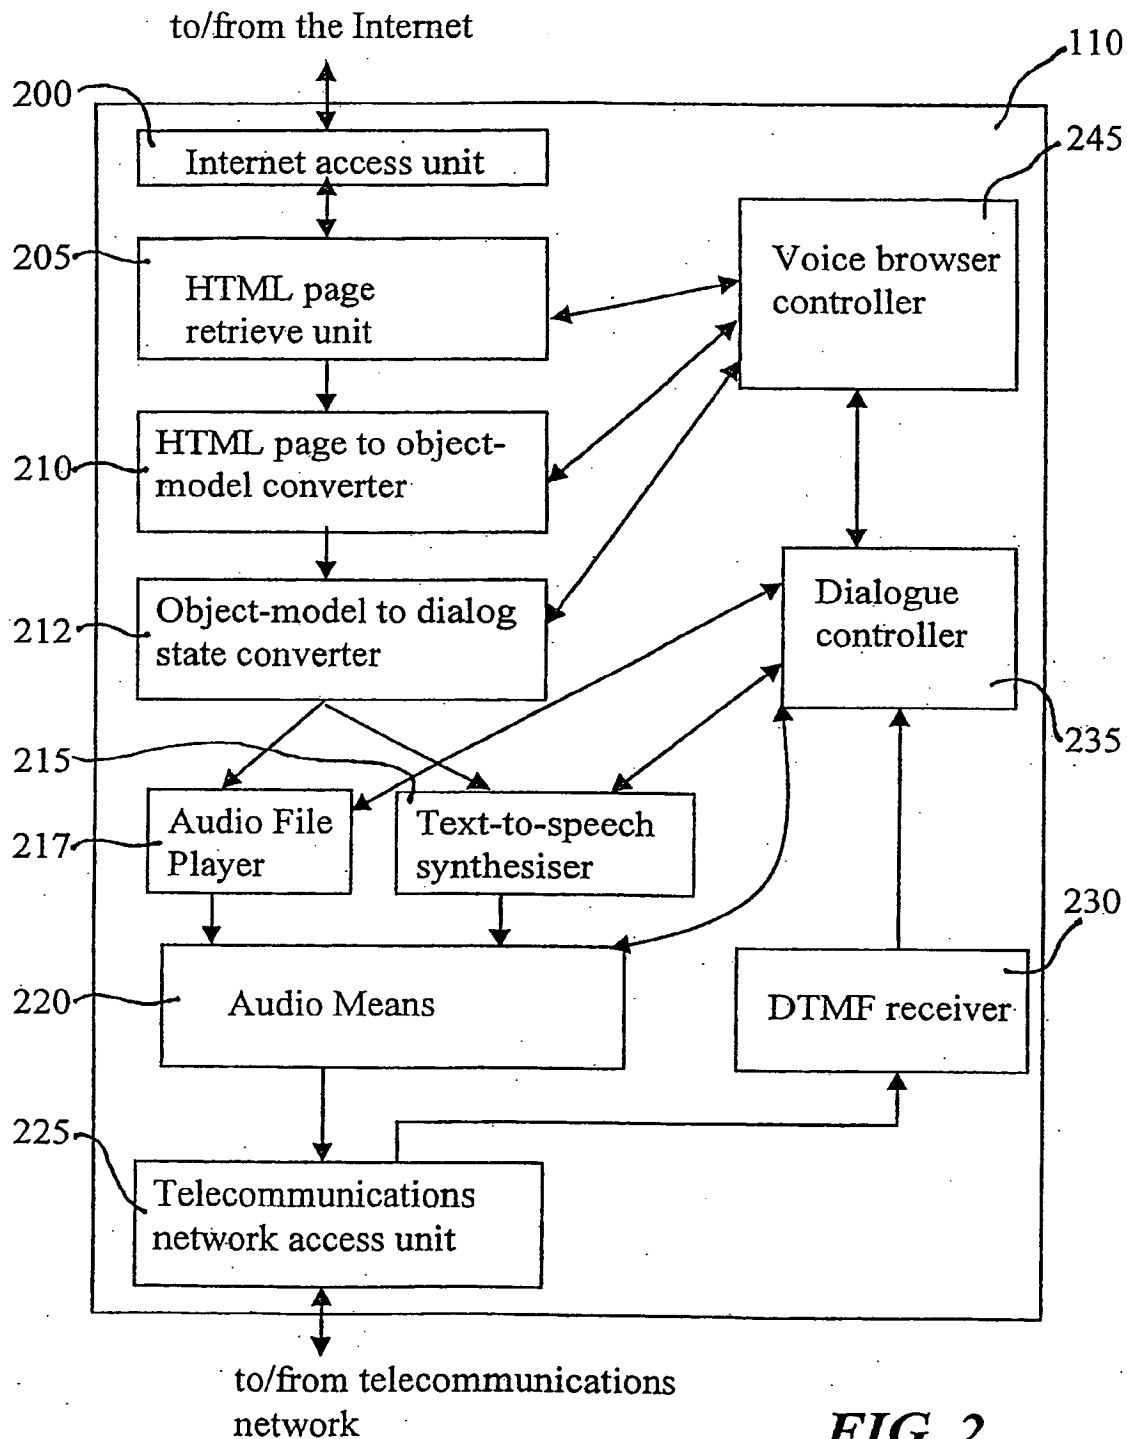 to/from the Internet
110
200
245
Internet access unit
205
HTML page
retrieve unit
Voice browser
controller
210
HTML page to object-
model converter
212
Object-model to dialog
state converter
Dialogue
controller
235
215
217
Audio File
Player
Text-to-speech
synthesiser
230
220
Audio Means
DTMF receiver
225
Telecommunications
network access unit
to/from telecommunications
network
FIG. 2